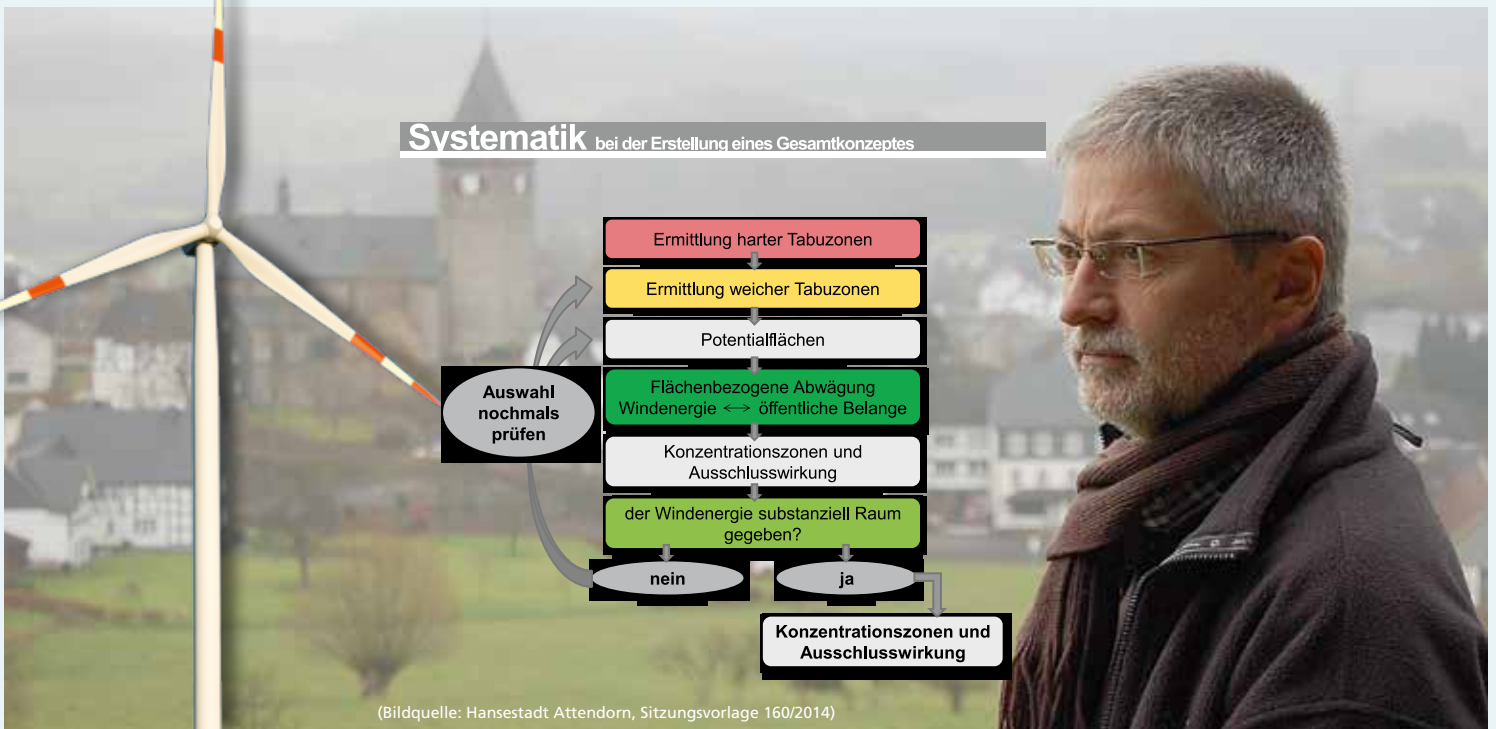 Systematik bei der Erstellung eines Gesamtkonzeptes
Ermittlung harter Tabuzonen
Ermittlung weicher Tabuzonen
Potentialflächen
Flächenbezogene Abwägung
Windenergie ↔ öffentliche Belange
Auswahl
nochmals
prüfen
Konzentrationszonen und
Ausschlusswirkung
der Windenergie substanziell Raum
gegeben?
nein
ja
Konzentrationszonen und
Ausschlusswirkung
(Bildquelle: Hansestadt Attendorn, Sitzungsvorlage 160/2014)